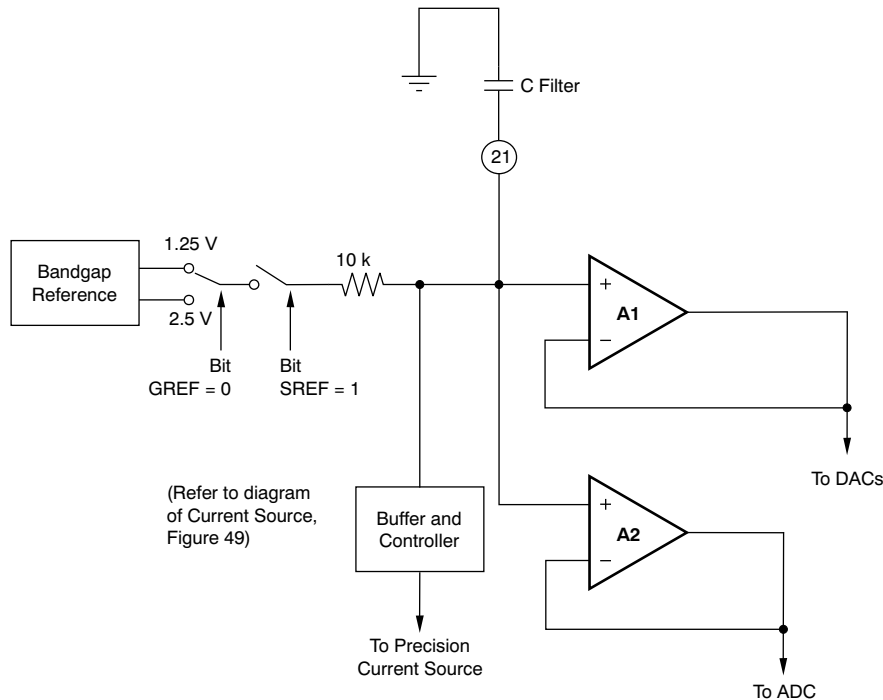 C Filter
21
1.25 V
10 k
Bandgap
Reference
2.5 V
+
A1
−
Bit
GREF = 0
Bit
SREF = 1
To DACs
(Refer to diagram
of Current Source,
Figure 49)
Buffer and
Controller
+
A2
−
To Precision
Current Source
To ADC